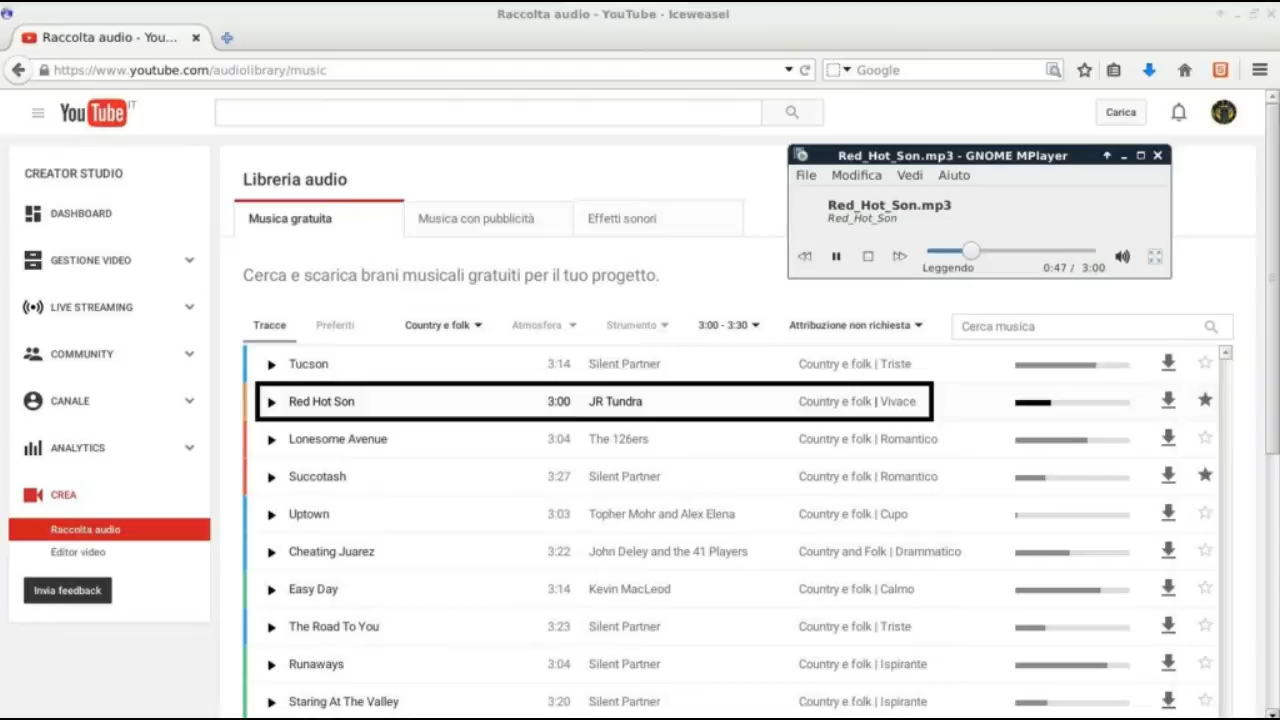 Raccolta audio - YouTube - Iceweasel
Raccolta audio - You...
https://www.youtube.com/audiolibrary/music
Google
YouTube IT
Carica
CREATOR STUDIO
DASHBOARD
GESTIONE VIDEO
LIVE STREAMING
COMMUNITY
CANALE
ANALYTICS
CREA
Raccolta audio
Editor video
Invia feedback
Libreria audio
Musica gratuita
Musica con pubblicità
Effetti sonori
Red_Hot_Son.mp3 - GNOME MPlayer
File Modifica Vedi Aiuto
Red_Hot_Son.mp3
Red_Hot_Son
Leggendo 0:47 / 3:00
Cerca e scarica brani musicali gratuiti per il tuo progetto.
Tracce Preferiti Country e folk Atmosfera Strumento 3:00 - 3:30 Attribuzione non richiesta Cerca musica
Tucson 3:14 Silent Partner Country e folk | Triste
Red Hot Son 3:00 JR Tundra Country e folk | Vivace
Lonesome Avenue 3:04 The 126ers Country e folk | Romantico
Succotash 3:27 Silent Partner Country e folk | Romantico
Uptown 3:03 Topher Mohr and Alex Elena Country e folk | Cupo
Cheating Juarez 3:22 John Deley and the 41 Players Country and Folk | Drammatico
Easy Day 3:14 Kevin MacLeod Country e folk | Calmo
The Road To You 3:23 Silent Partner Country e folk | Triste
Runaways 3:04 Silent Partner Country e folk | Ispirante
Staring At The Valley 3:20 Silent Partner Country e folk | Ispirante